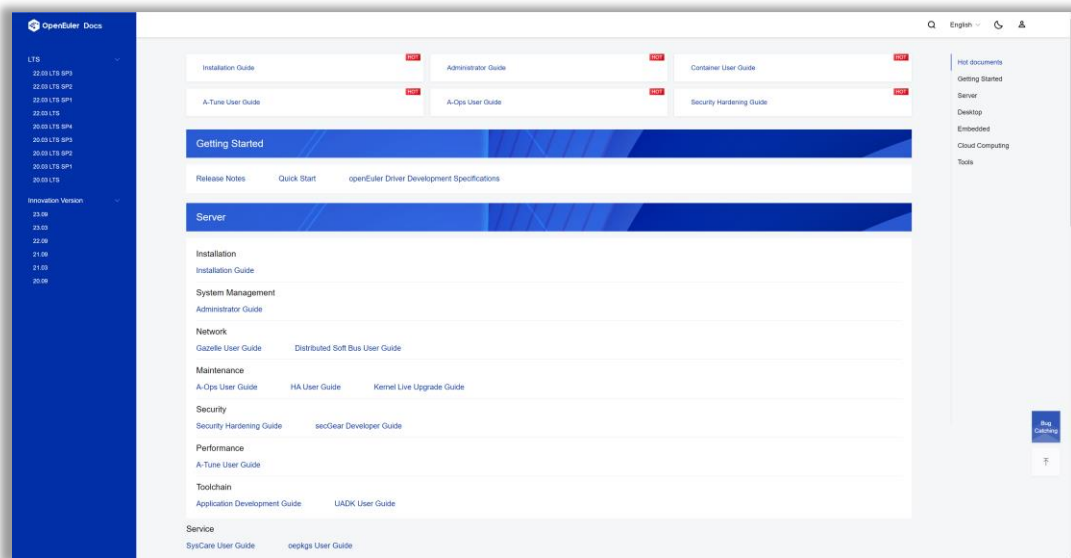 OpenEuler Docs
English
LTS
22.03 LTS SP3
22.03 LTS SP2
22.03 LTS SP1
22.03 LTS
20.03 LTS SP4
20.03 LTS SP3
20.03 LTS SP2
20.03 LTS SP1
20.03 LTS
Innovation Version
23.09
23.03
22.09
21.09
21.03
20.09
Installation Guide HOT Administrator Guide HOT Container User Guide HOT
A-Tune User Guide HOT A-Ops User Guide HOT Security Hardening Guide HOT
Getting Started
Release Notes Quick Start openEuler Driver Development Specifications
Server
Installation
Installation Guide
System Management
Administrator Guide
Network
Gazelle User Guide Distributed Soft Bus User Guide
Maintenance
A-Ops User Guide HA User Guide Kernel Live Upgrade Guide
Security
Security Hardening Guide secGear Developer Guide
Performance
A-Tune User Guide
Toolchain
Application Development Guide UADK User Guide
Service
SysCare User Guide oepkgs User Guide
Hot documents
Getting Started
Server
Desktop
Embedded
Cloud Computing
Tools
Bug
Catching